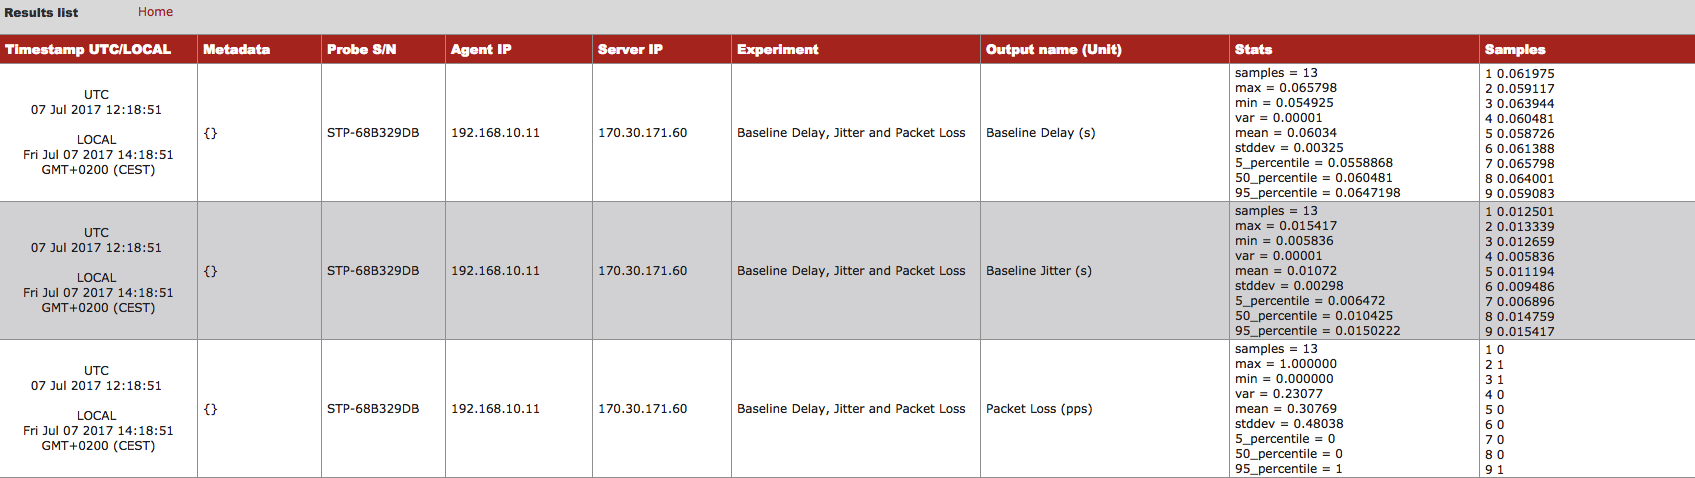 Results list Home
Timestamp UTC/LOCAL Metadata Probe S/N Agent IP Server IP Experiment Output name (Unit) Stats Samples
UTC
07 Jul 2017 12:18:51
LOCAL
Fri Jul 07 2017 14:18:51
GMT+0200 (CEST)
{}
STP-68B329DB
192.168.10.11
170.30.171.60
Baseline Delay, Jitter and Packet Loss
Baseline Delay (s)
samples = 13
max = 0.065798
min = 0.054925
var = 0.00001
mean = 0.06034
stddev = 0.00325
5_percentile = 0.0558868
50_percentile = 0.060481
95_percentile = 0.0647198
1 0.061975
2 0.059117
3 0.063944
4 0.060481
5 0.058726
6 0.061388
7 0.065798
8 0.064001
9 0.059083
UTC
07 Jul 2017 12:18:51
LOCAL
Fri Jul 07 2017 14:18:51
GMT+0200 (CEST)
{}
STP-68B329DB
192.168.10.11
170.30.171.60
Baseline Delay, Jitter and Packet Loss
Baseline Jitter (s)
samples = 13
max = 0.015417
min = 0.005836
var = 0.00001
mean = 0.01072
stddev = 0.00298
5_percentile = 0.006472
50_percentile = 0.010425
95_percentile = 0.0150222
1 0.012501
2 0.013339
3 0.012659
4 0.005836
5 0.011194
6 0.009486
7 0.006896
8 0.014759
9 0.015417
UTC
07 Jul 2017 12:18:51
LOCAL
Fri Jul 07 2017 14:18:51
GMT+0200 (CEST)
{}
STP-68B329DB
192.168.10.11
170.30.171.60
Baseline Delay, Jitter and Packet Loss
Packet Loss (pps)
samples = 13
max = 1.000000
min = 0.000000
var = 0.23077
mean = 0.30769
stddev = 0.48038
5_percentile = 0
50_percentile = 0
95_percentile = 1
1 0
2 1
3 1
4 0
5 0
6 0
7 0
8 0
9 1